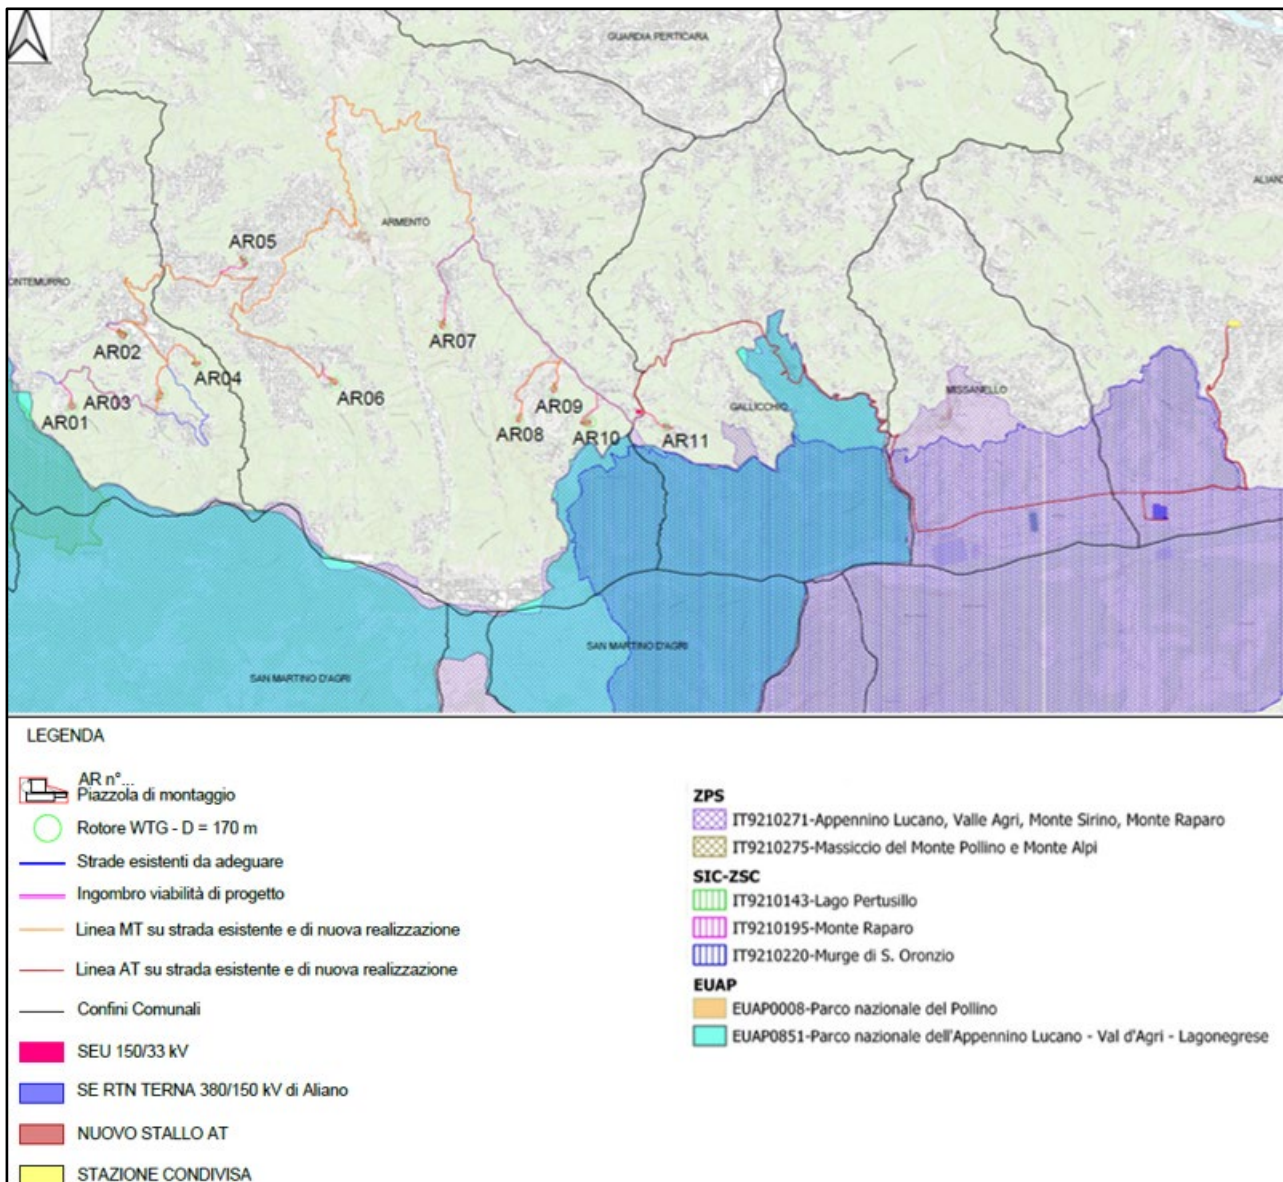 GUARDIA PERTICARA
ALIAN
ARMENTO
AR05
ONTEMURRO
AR02
AR07
AR04
AR06
MISSANELLO
AR03
AR09
GALLICCHIO
AR01
AR08
AR10
AR11
SAN MARTINO D'AGRI
SAN MARTINO D'AGRI
LEGENDA
AR n°...
Piazzola di montaggio
Rotore WTG - D = 170 m
Strade esistenti da adeguare
Ingombro viabilità di progetto
Linea MT su strada esistente e di nuova realizzazione
Linea AT su strada esistente e di nuova realizzazione
Confini Comunali
SEU 150/33 kV
SE RTN TERNA 380/150 kV di Aliano
NUOVO STALLO AT
STAZIONE CONDIVISA
ZPS
IT9210271-Appennino Lucano, Valle Agri, Monte Sirino, Monte Raparo
IT9210275-Massiccio del Monte Pollino e Monte Alpi
SIC-ZSC
IT9210143-Lago Pertusillo
IT9210195-Monte Raparo
IT9210220-Murge di S. Oronzio
EUAP
EUAP0008-Parco nazionale del Pollino
EUAP0851-Parco nazionale dell'Appennino Lucano - Val d'Agri - Lagonegrese